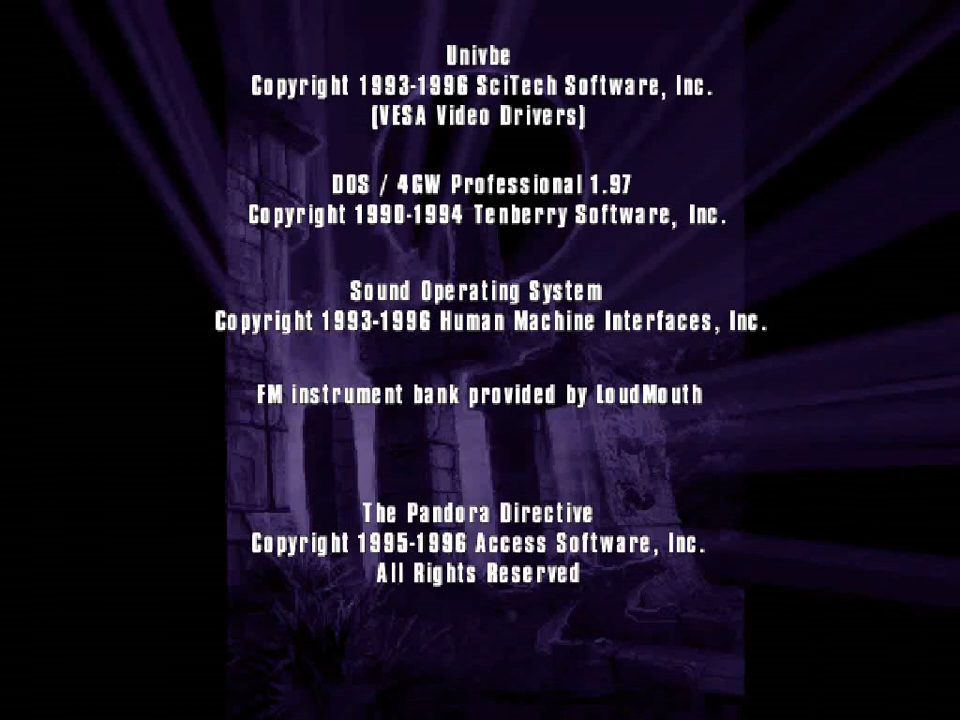 Univbe
Copyright 1993-1996 SciTech Software, Inc.
(VESA Video Drivers)
DOS / 4GW Professional 1.97
Copyright 1990-1994 Tenberry Software, Inc.
Sound Operating System
Copyright 1993-1996 Human Machine Interfaces, Inc.
FM instrument bank provided by LoudMouth
The Pandora Directive
Copyright 1995-1996 Access Software, Inc.
All Rights Reserved